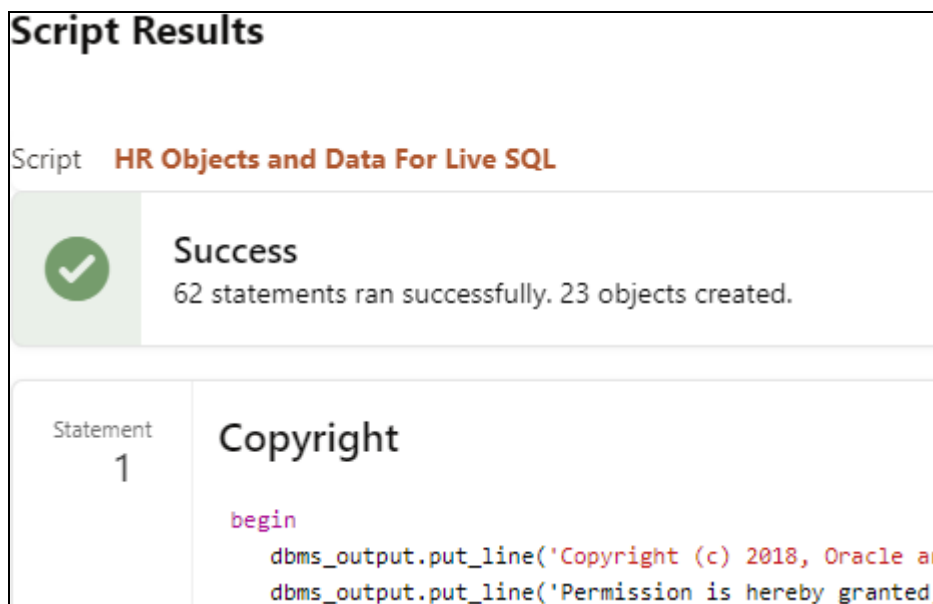 Script Results
Script HR Objects and Data For Live SQL
Success
62 statements ran successfully. 23 objects created.
Statement
1
Copyright
begin
dbms_output.put_line('Copyright (c) 2018, Oracle
dbms_output.put_line('Permission is hereby granted